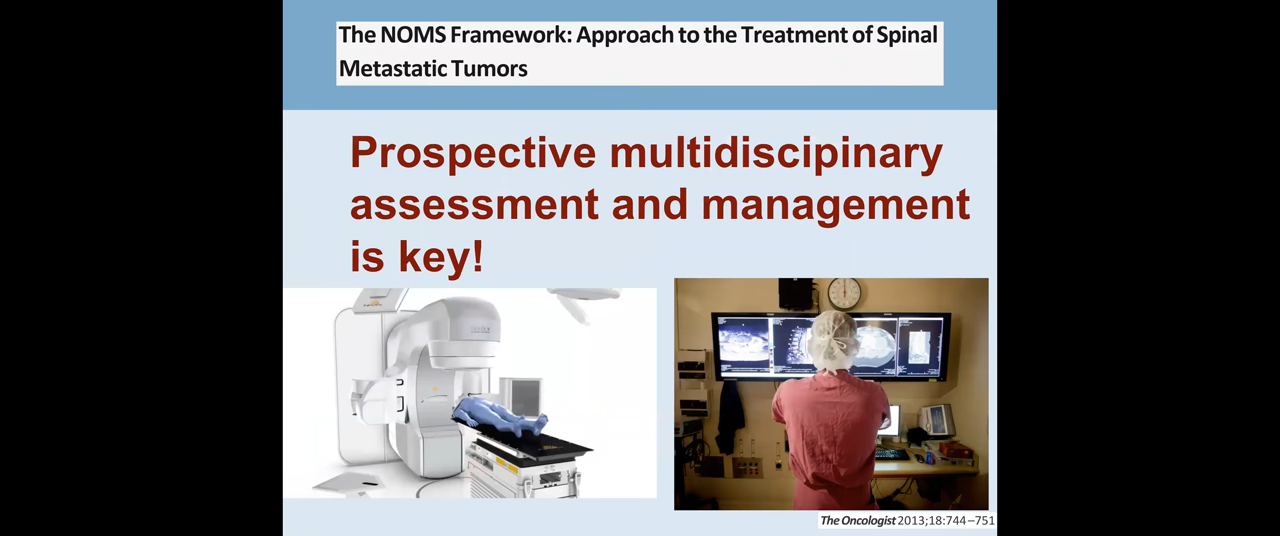 The NOMS Framework: Approach to the Treatment of Spinal
Metastatic Tumors
Prospective multidiscipinary
assessment and management
is key!
The Oncologist 2013;18:744–751